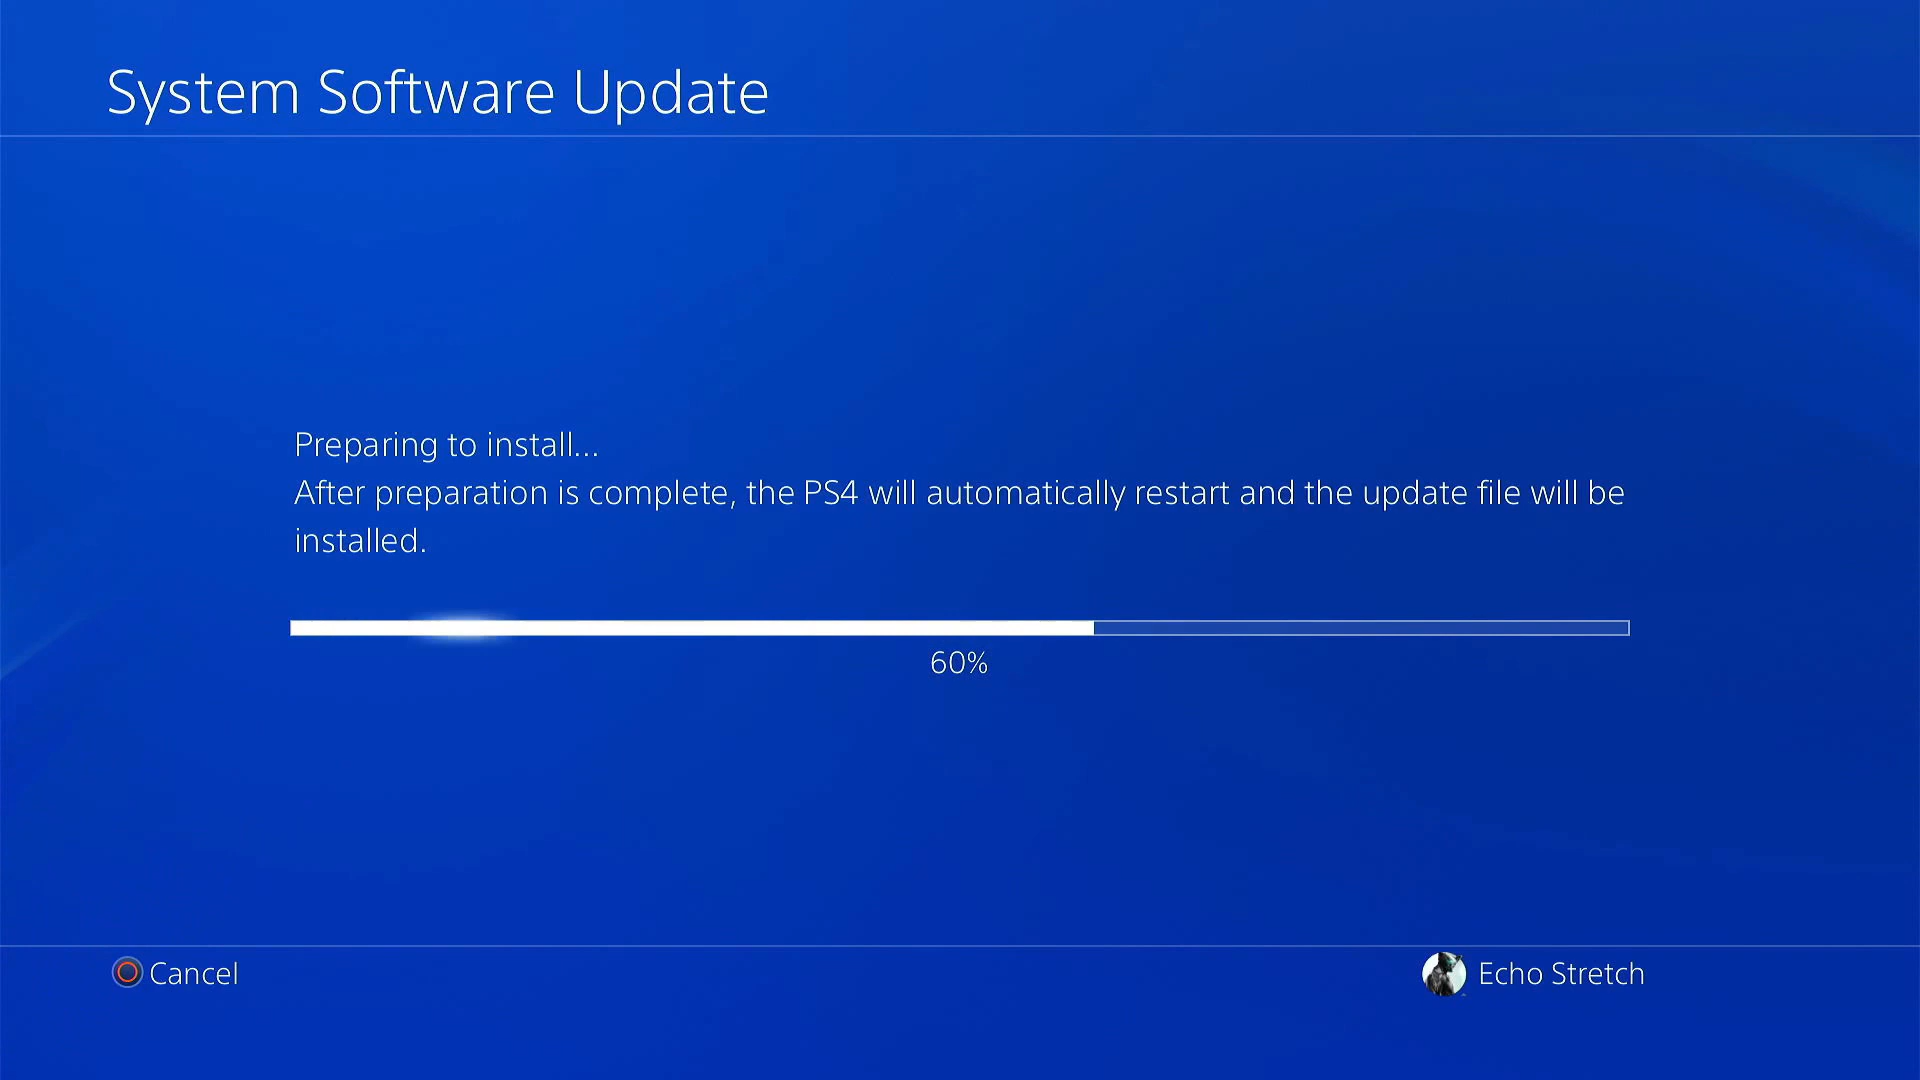 System Software Update
Preparing to install...
After preparation is complete, the PS4 will automatically restart and the update file will be
installed.
60%
Cancel
Echo Stretch